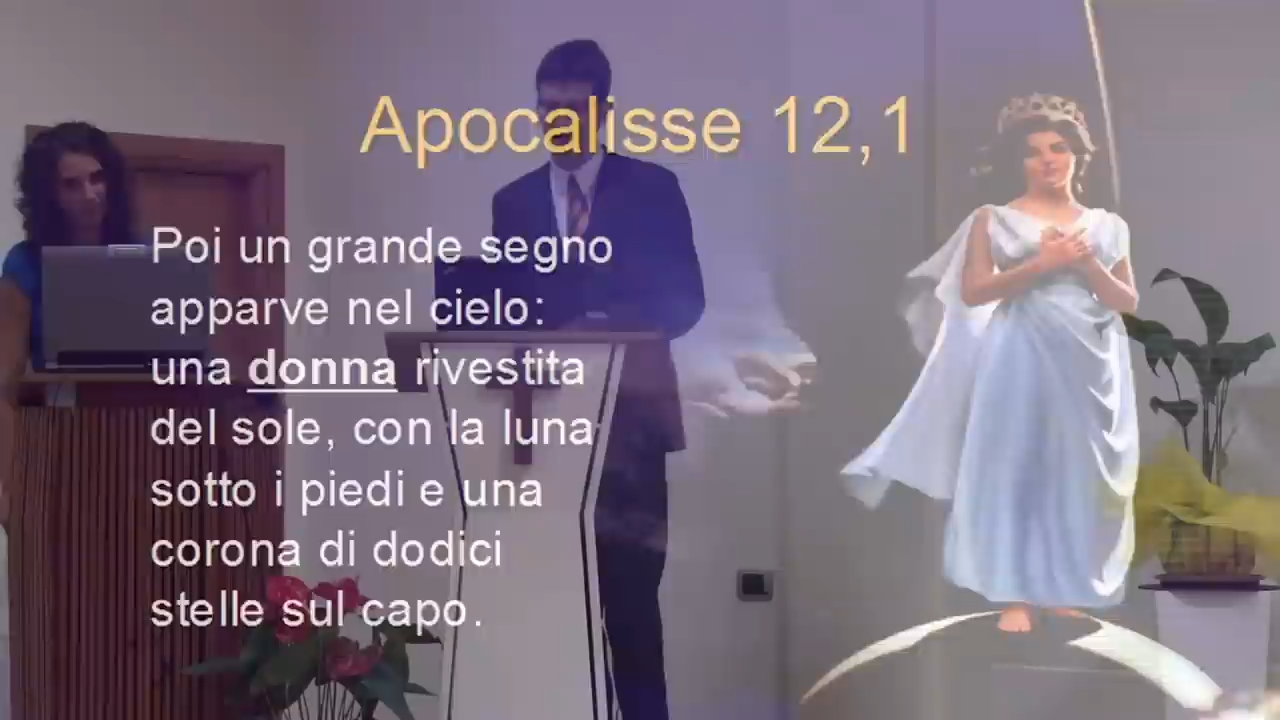 Apocalisse 12,1
Poi un grande segno
apparve nel cielo:
una donna rivestita
del sole, con la luna
sotto i piedi e una
corona di dodici
stelle sul capo.